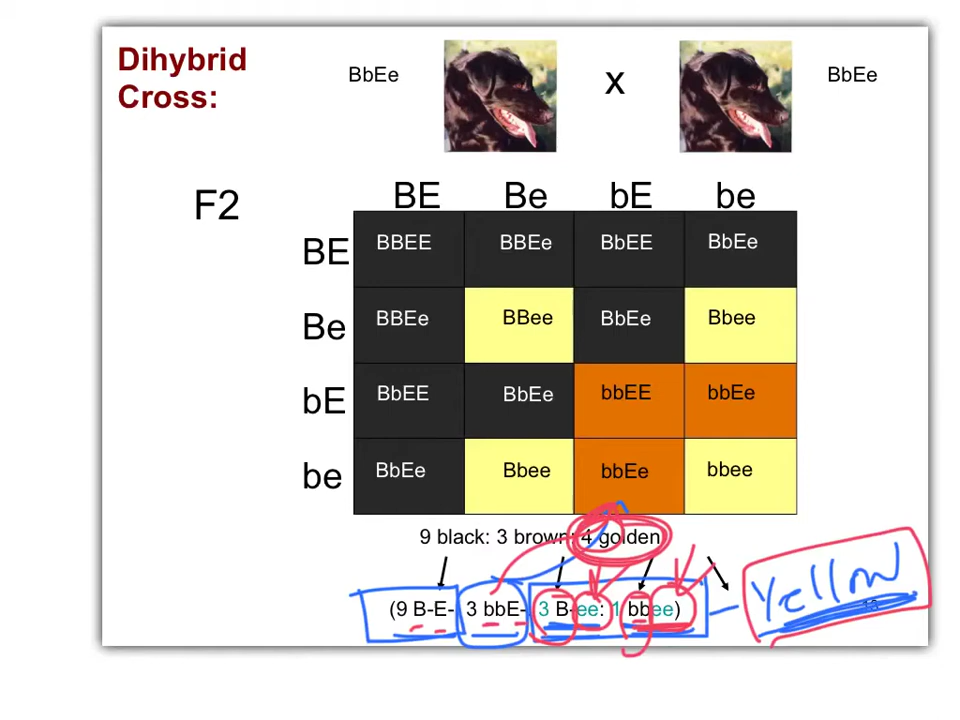 Dihybrid
Cross:
BbEe
x
BbEe
F2
BE Be bE be
BE BBEE BBEe BbEE BbEe
Be BBEe BBee BbEe Bbee
bE BbEE BbEe bbEE bbEe
be BbEe Bbee bbEe bbee
9 black: 3 brown: 4 golden
(9 B-E- 3 bbE- 3 B-ee: 1 bbee)
Yellow
13